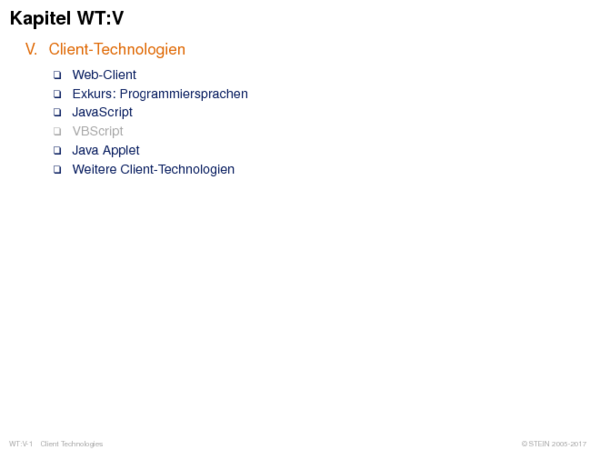 Kapitel WT:V
V. Client-Technologien
❑ Web-Client
❑ Exkurs: Programmiersprachen
❑ JavaScript
❑ VBScript
❑ Java Applet
❑ Weitere Client-Technologien
WT:V-1 Client Technologies © STEIN 2005-2017